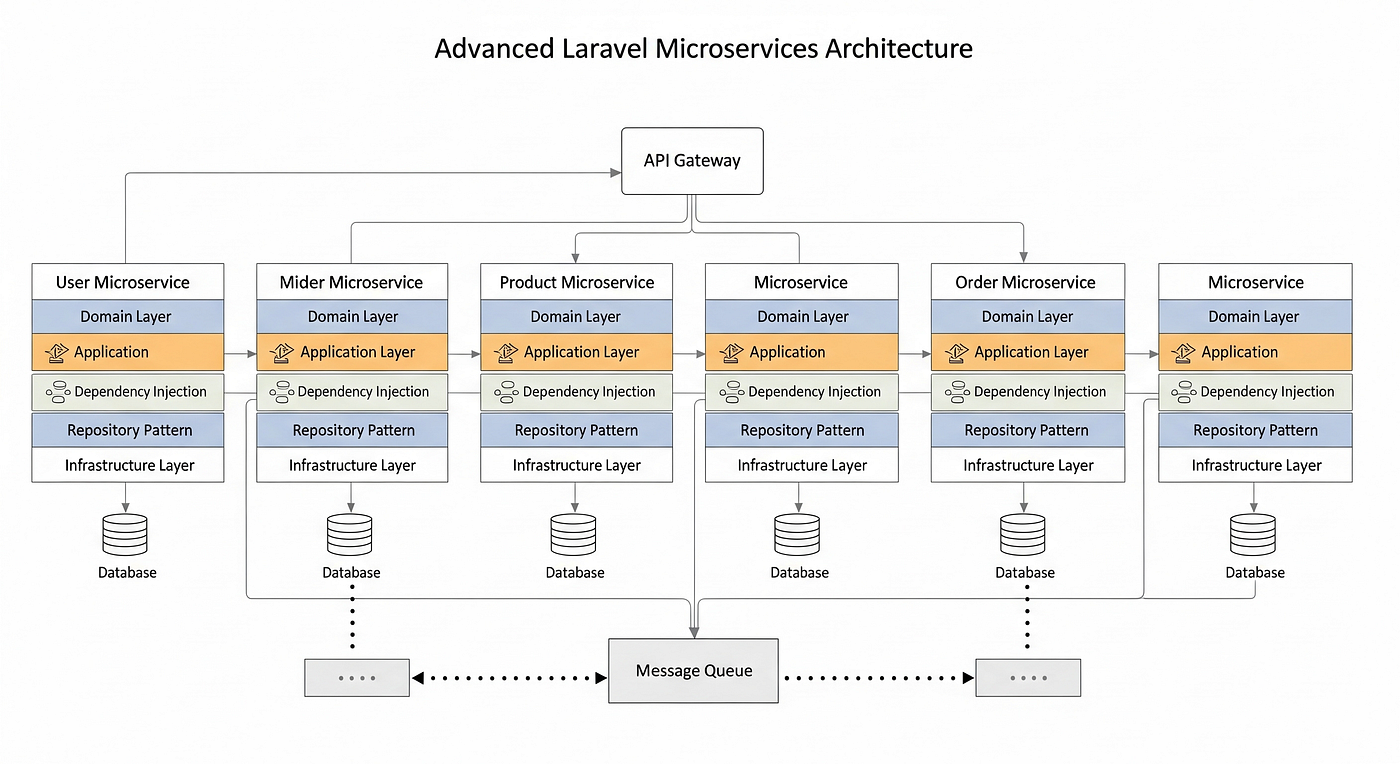 Advanced Laravel Microservices Architecture
API Gateway
User Microservice
Domain Layer
Application
Dependency Injection
Repository Pattern
Infrastructure Layer
Database
Mider Microservice
Domain Layer
Application Layer
Dependency Injection
Repository Pattern
Infrastructure Layer
Database
Product Microservice
Domain Layer
Application Layer
Dependency Injection
Repository Pattern
Infrastructure Layer
Database
Microservice
Domain Layer
Application
Dependency Injection
Repository Pattern
Infrastructure Layer
Database
Order Microservice
Domain Layer
Application Layer
Dependency Injection
Repository Pattern
Infrastructure Layer
Database
Microservice
Domain Layer
Application
Dependency Injection
Repository Pattern
Infrastructure Layer
Database
....
Message Queue
....